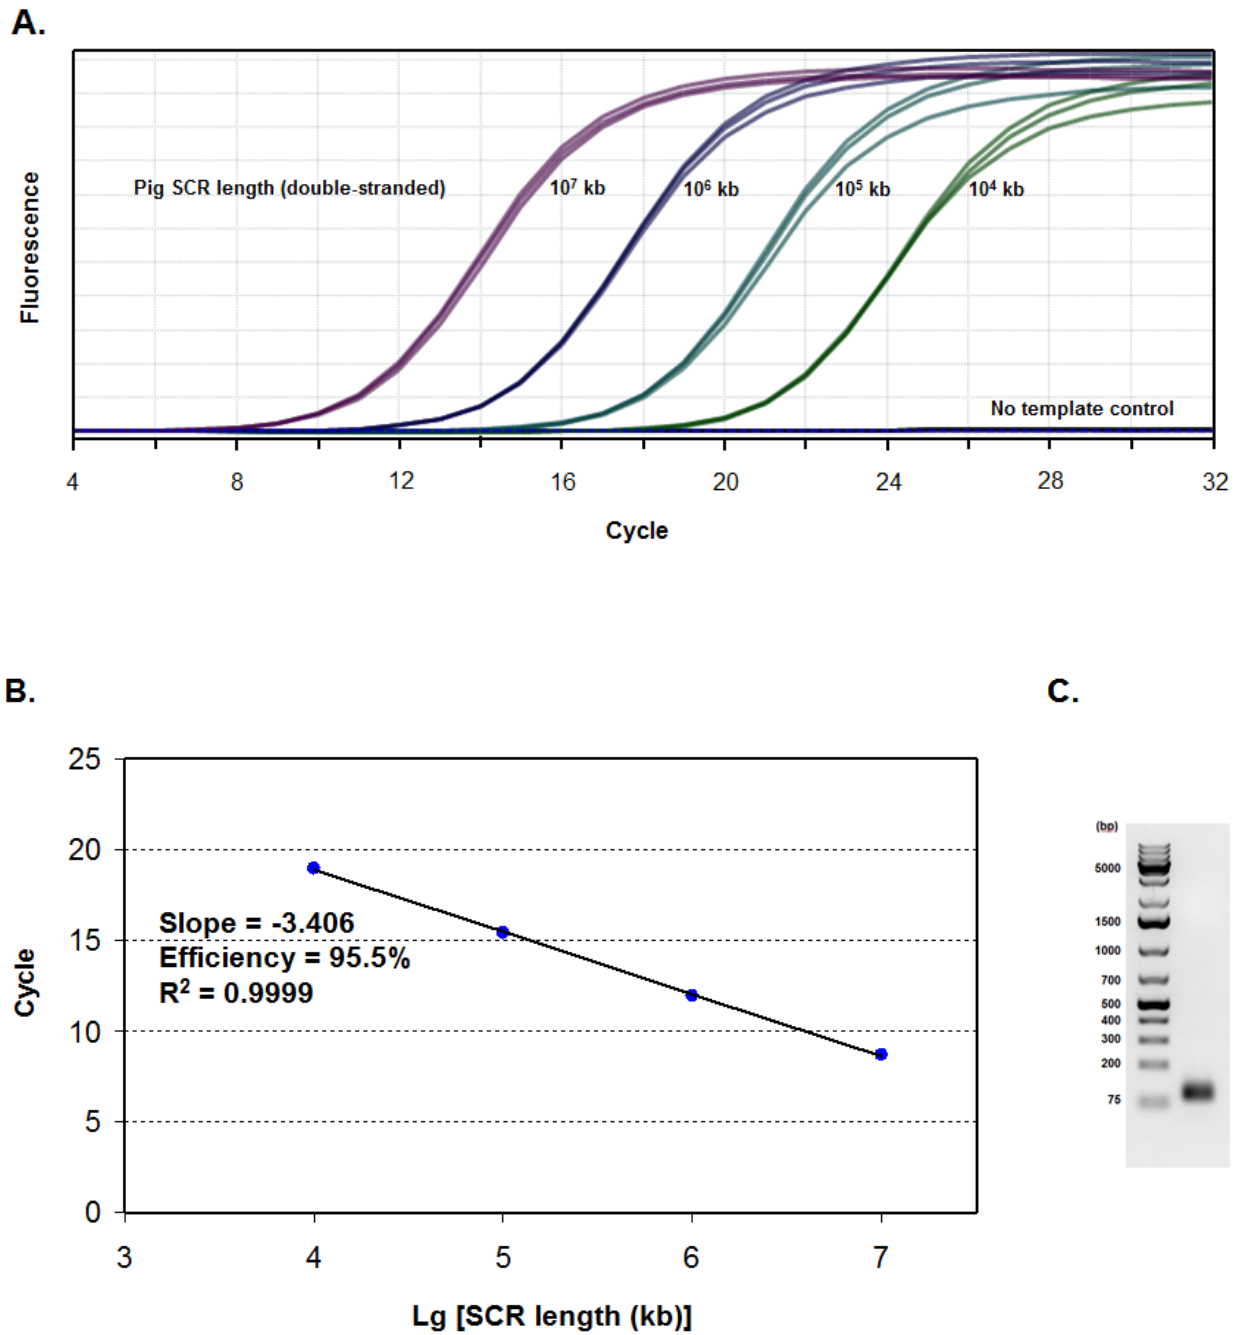 A.
Fluorescence
Pig SCR length (double-stranded)
10⁷ kb
10⁶ kb
10⁵ kb
10⁴ kb
No template control
4 8 12 16 20 24 28 32
Cycle
B.
Cycle
25
20
15
10
5
0
Slope = -3.406
Efficiency = 95.5%
R² = 0.9999
3 4 5 6 7
Lg [SCR length (kb)]
C.
(bp)
5000
1500
1000
700
500
400
300
200
75